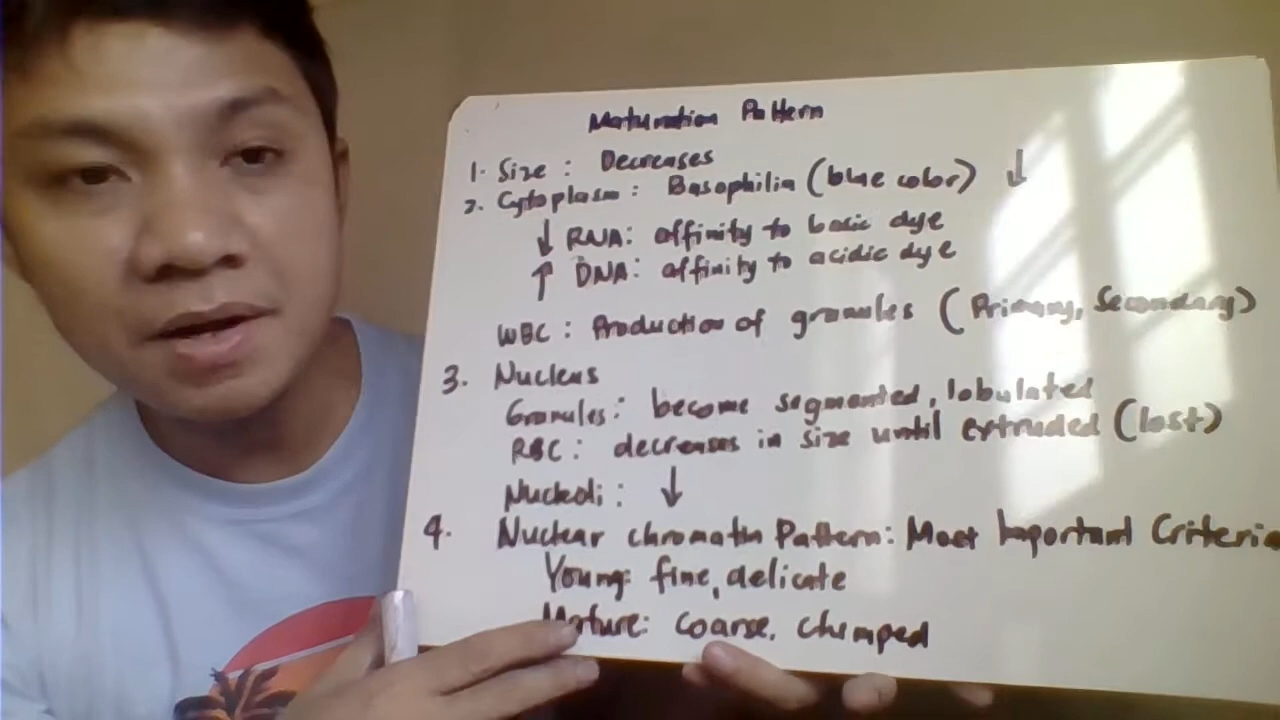 Maturation Pattern
1. Size : Decreases
2. Cytoplasm : Basophilia (blue color) ↓
↓ RNA: affinity to basic dye
↑ DNA: affinity to acidic dye
WBC : Production of granules (Primary, Secondary)
3. Nucleus
Granules: become segmented, lobulated
RBC: decreases in size until extruded (lost)
Nucleoli : ↓
4. Nuclear chromatin Pattern: Most Important Criteria
Young: fine, delicate
Mature: coarse, clumped